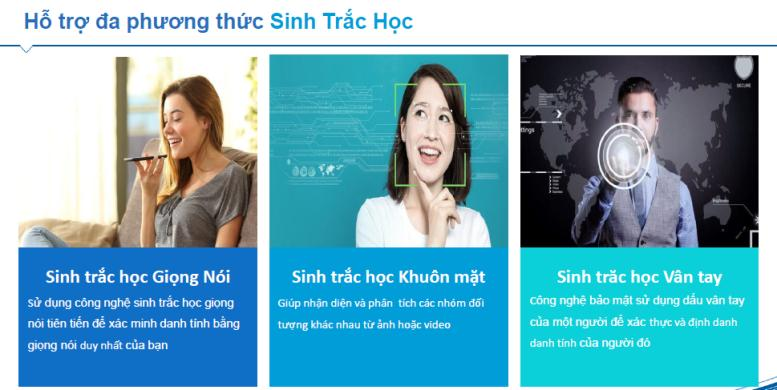 Hỗ trợ đa phương thức Sinh Trắc Học
SECURE
Sinh trắc học Giọng Nói
Sử dụng công nghệ sinh trắc học giọng
nói tiên tiến để xác minh danh tính bằng
giọng nói duy nhất của bạn
Sinh trắc học Khuôn mặt
Giúp nhận diện và phân tích các nhóm đối
tượng khác nhau từ ảnh hoặc video
Sinh trắc học Vân tay
Công nghệ bảo mật sử dụng dấu vân tay
của một người để xác thực và định danh
danh tính của người đó